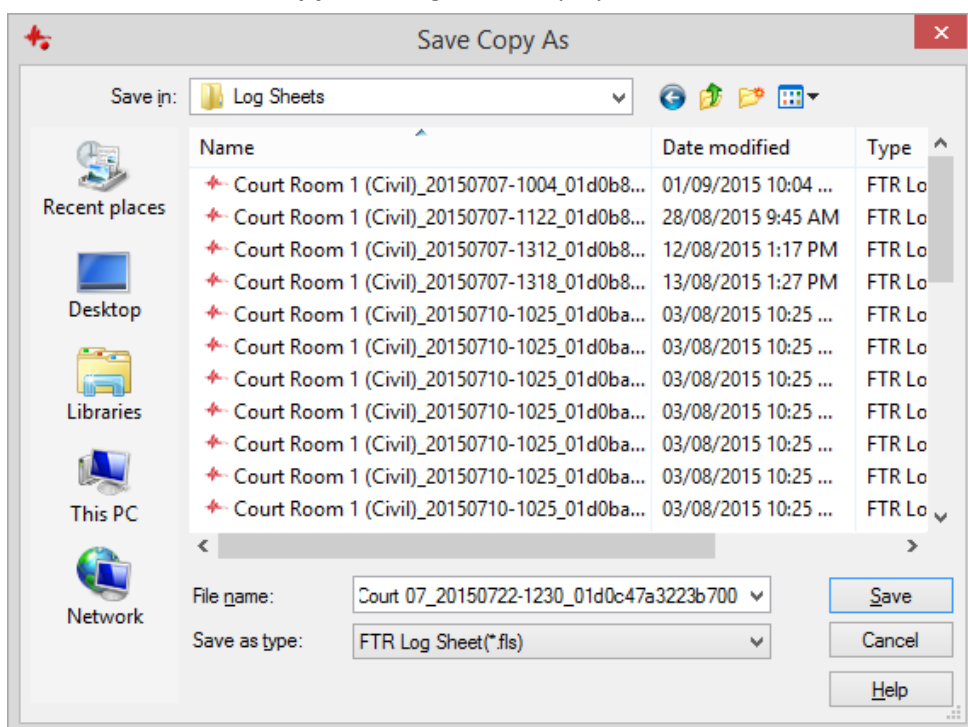 Save Copy As
Save in: Log Sheets
Name Date modified Type
Court Room 1 (Civil)_20150707-1004_01d0b8... 01/09/2015 10:04 ... FTR Lo
Court Room 1 (Civil)_20150707-1122_01d0b8... 28/08/2015 9:45 AM FTR Lo
Court Room 1 (Civil)_20150707-1312_01d0b8... 12/08/2015 1:17 PM FTR Lo
Court Room 1 (Civil)_20150707-1318_01d0b8... 13/08/2015 1:27 PM FTR Lo
Court Room 1 (Civil)_20150710-1025_01d0ba... 03/08/2015 10:25 ... FTR Lo
Court Room 1 (Civil)_20150710-1025_01d0ba... 03/08/2015 10:25 ... FTR Lo
Court Room 1 (Civil)_20150710-1025_01d0ba... 03/08/2015 10:25 ... FTR Lo
Court Room 1 (Civil)_20150710-1025_01d0ba... 03/08/2015 10:25 ... FTR Lo
Court Room 1 (Civil)_20150710-1025_01d0ba... 03/08/2015 10:25 ... FTR Lo
Court Room 1 (Civil)_20150710-1025_01d0ba... 03/08/2015 10:25 ... FTR Lo
Court Room 1 (Civil)_20150710-1025_01d0ba... 03/08/2015 10:25 ... FTR Lo
Recent places
Desktop
Libraries
This PC
Network
File name: Court 07_20150722-1230_01d0c47a3223b700 Save
Save as type: FTR Log Sheet(*.fls) Cancel
Help